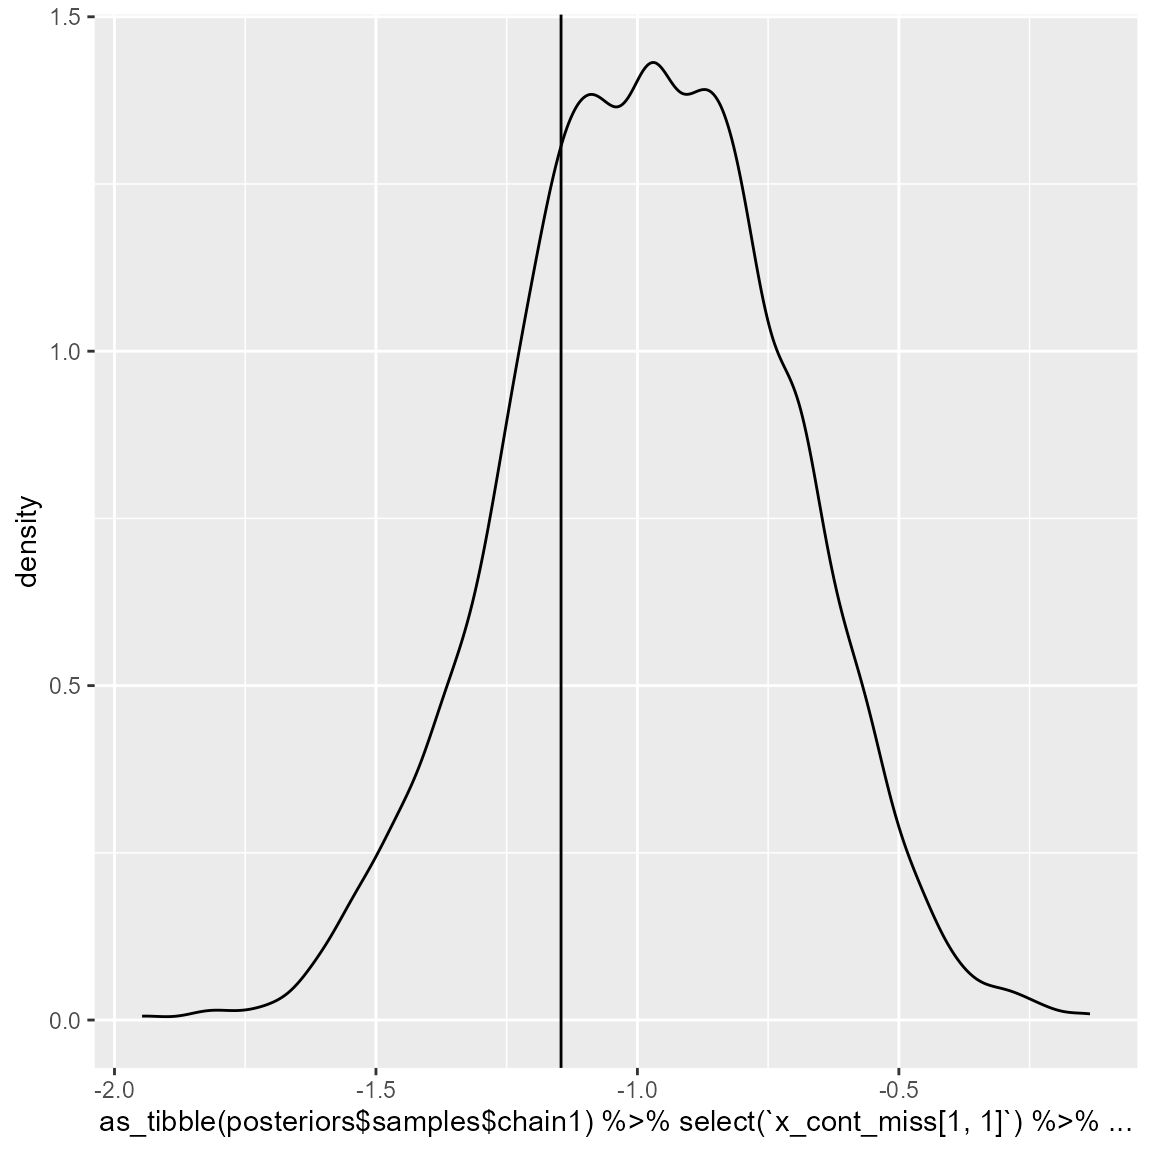 1.5
1.0
0.5
0.0
density
-2.0 -1.5 -1.0 -0.5
as_tibble(posteriors$samples$chain1) %>% select(`x_cont_miss[1, 1]`) %>% ...